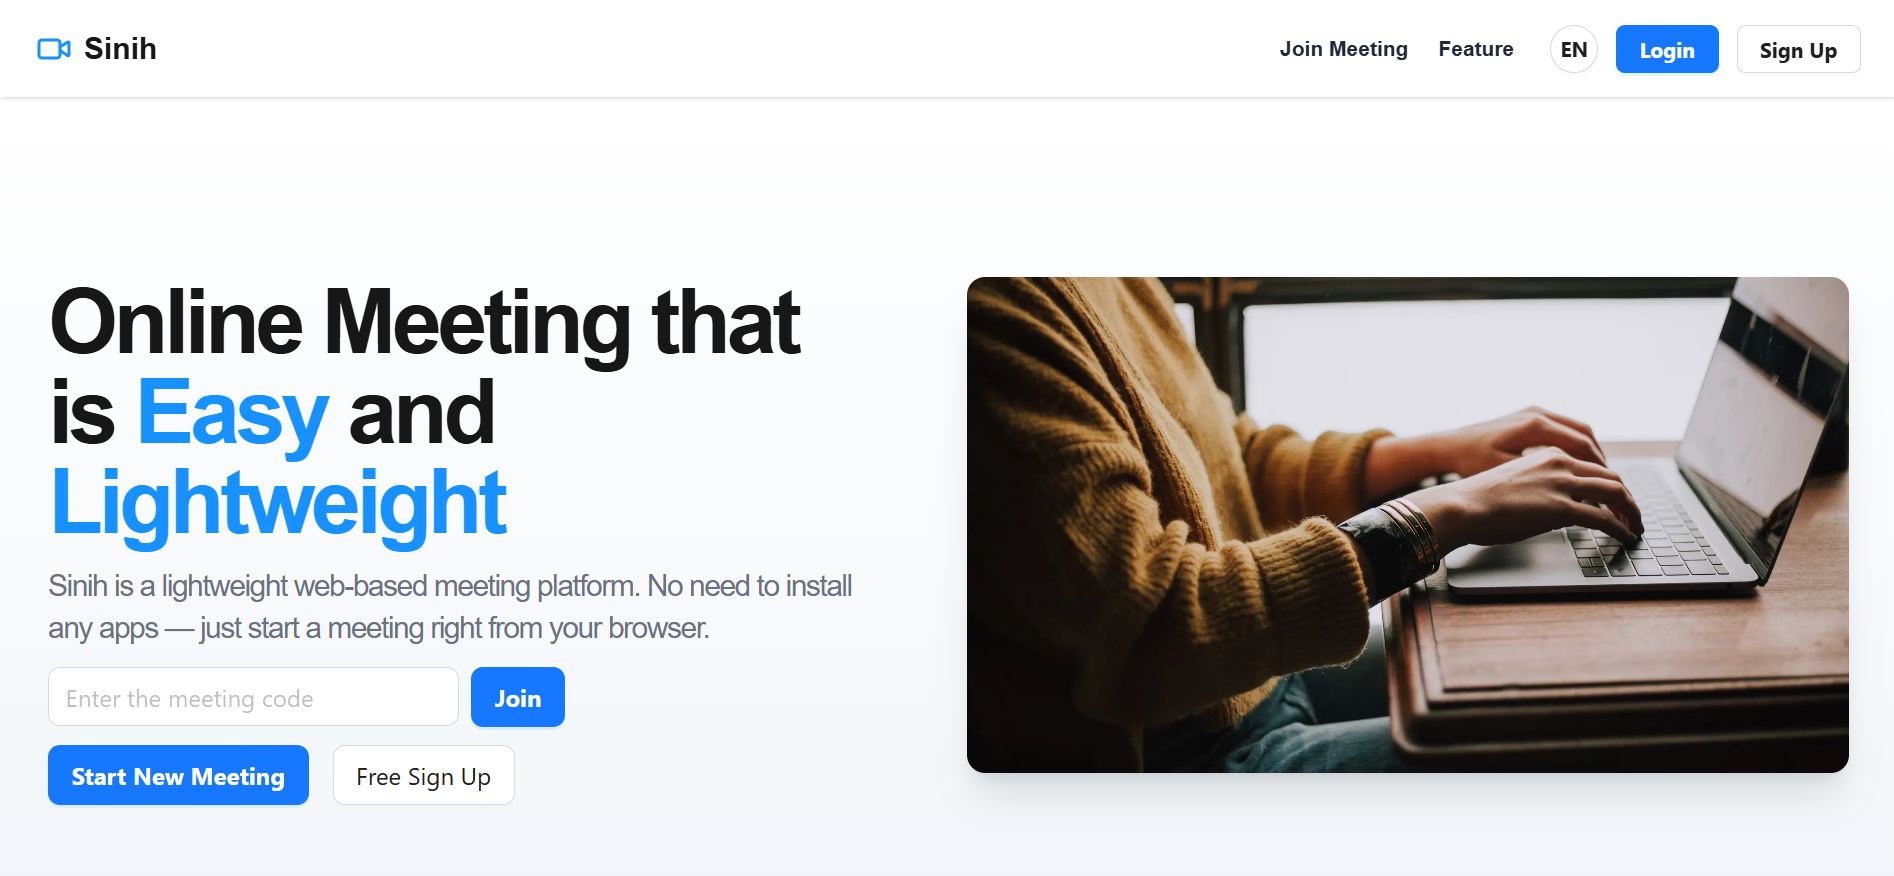 Sinih
Join Meeting
Feature
EN
Login
Sign Up
Online Meeting that
is Easy and
Lightweight
Sinih is a lightweight web-based meeting platform. No need to install
any apps — just start a meeting right from your browser.
Enter the meeting code
Join
Start New Meeting
Free Sign Up